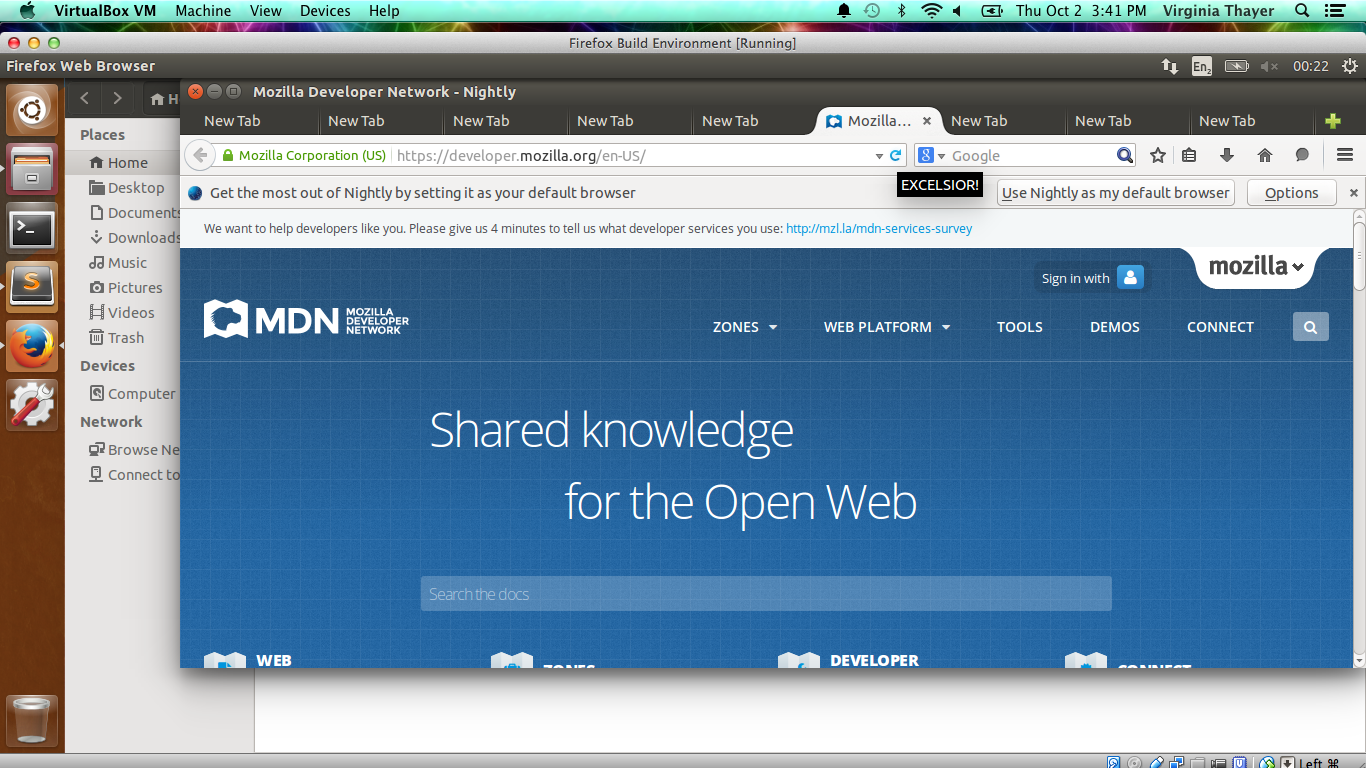 VirtualBox VM Machine View Devices Help Thu Oct 2 3:41 PM Virginia Thayer
Firefox Build Environment [Running]
Firefox Web Browser En2 00:22
Mozilla Developer Network - Nightly
New Tab New Tab New Tab New Tab New Tab Mozilla... New Tab New Tab New Tab
Mozilla Corporation (US) https://developer.mozilla.org/en-US/ Google
EXCELSIOR!
Get the most out of Nightly by setting it as your default browser Use Nightly as my default browser Options
We want to help developers like you. Please give us 4 minutes to tell us what developer services you use: http://mzl.la/mdn-services-survey
Sign in with mozilla
MDN MOZILLA
DEVELOPER
NETWORK
ZONES WEB PLATFORM TOOLS DEMOS CONNECT
Shared knowledge
for the Open Web
Search the docs
WEB ZONES DEVELOPER CONNECT
H
Places
Home
Desktop
Documents
Downloads
Music
Pictures
Videos
Trash
Devices
Computer
Network
Browse Ne
Connect to
Left ⌘